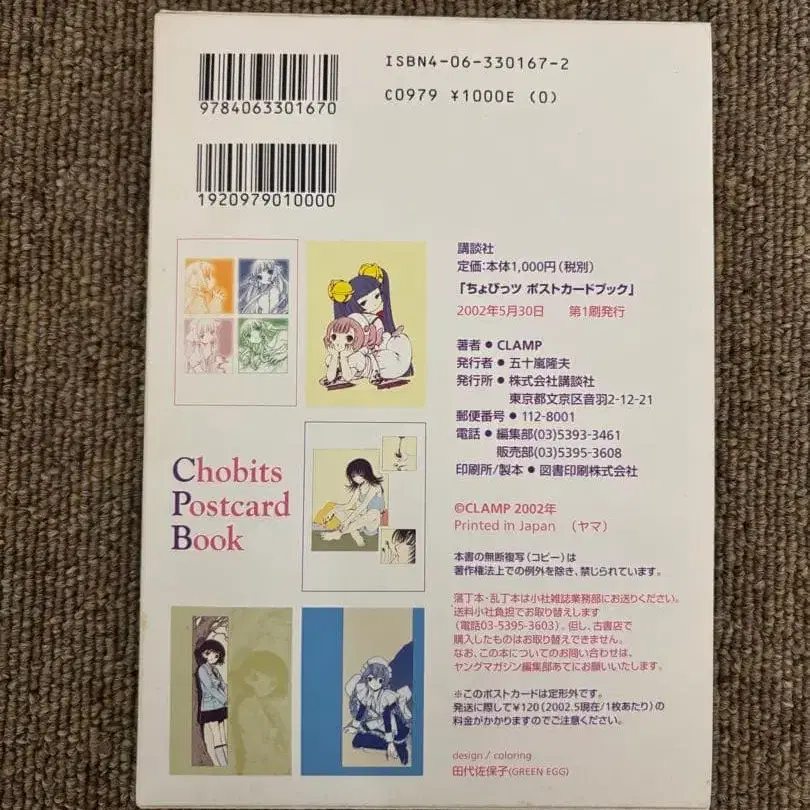 ISBN4-06-330167-2
9784063301670
C0979 ¥1000E (0)
1920979010000
講談社
定価:本体1,000円(税別)
「ちょびっツ ポストカードブック」
2002年5月30日 第1刷発行
著者 ● CLAMP
発行者 ● 五十嵐隆夫
発行所 ● 株式会社講談社
東京都文京区音羽2-12-21
郵便番号 ● 112-8001
電話 ● 編集部(03)5393-3461
販売部(03)5395-3608
印刷所/製本 ● 図書印刷株式会社
Chobits
Postcard
Book
©CLAMP 2002年
Printed in Japan (ヤマ)
本書の無断複写(コピー)は
著作権法上での例外を除き、禁じられています。
落丁本・乱丁本は小社雑誌業務部にお送りください。
送料小社負担でお取り替えします
(電話03-5395-3603)。但し、古書店で
購入したものはお取り替えできません。
なお、この本についてのお問い合わせは、
ヤングマガジン編集部あてにお願いいたします。
※このポストカードは定形外です。
発送に際して¥120(2002.5現在/1枚あたり)の
料金がかかりますのでご注意ください。
design / coloring
田代佐保子(GREEN EGG)